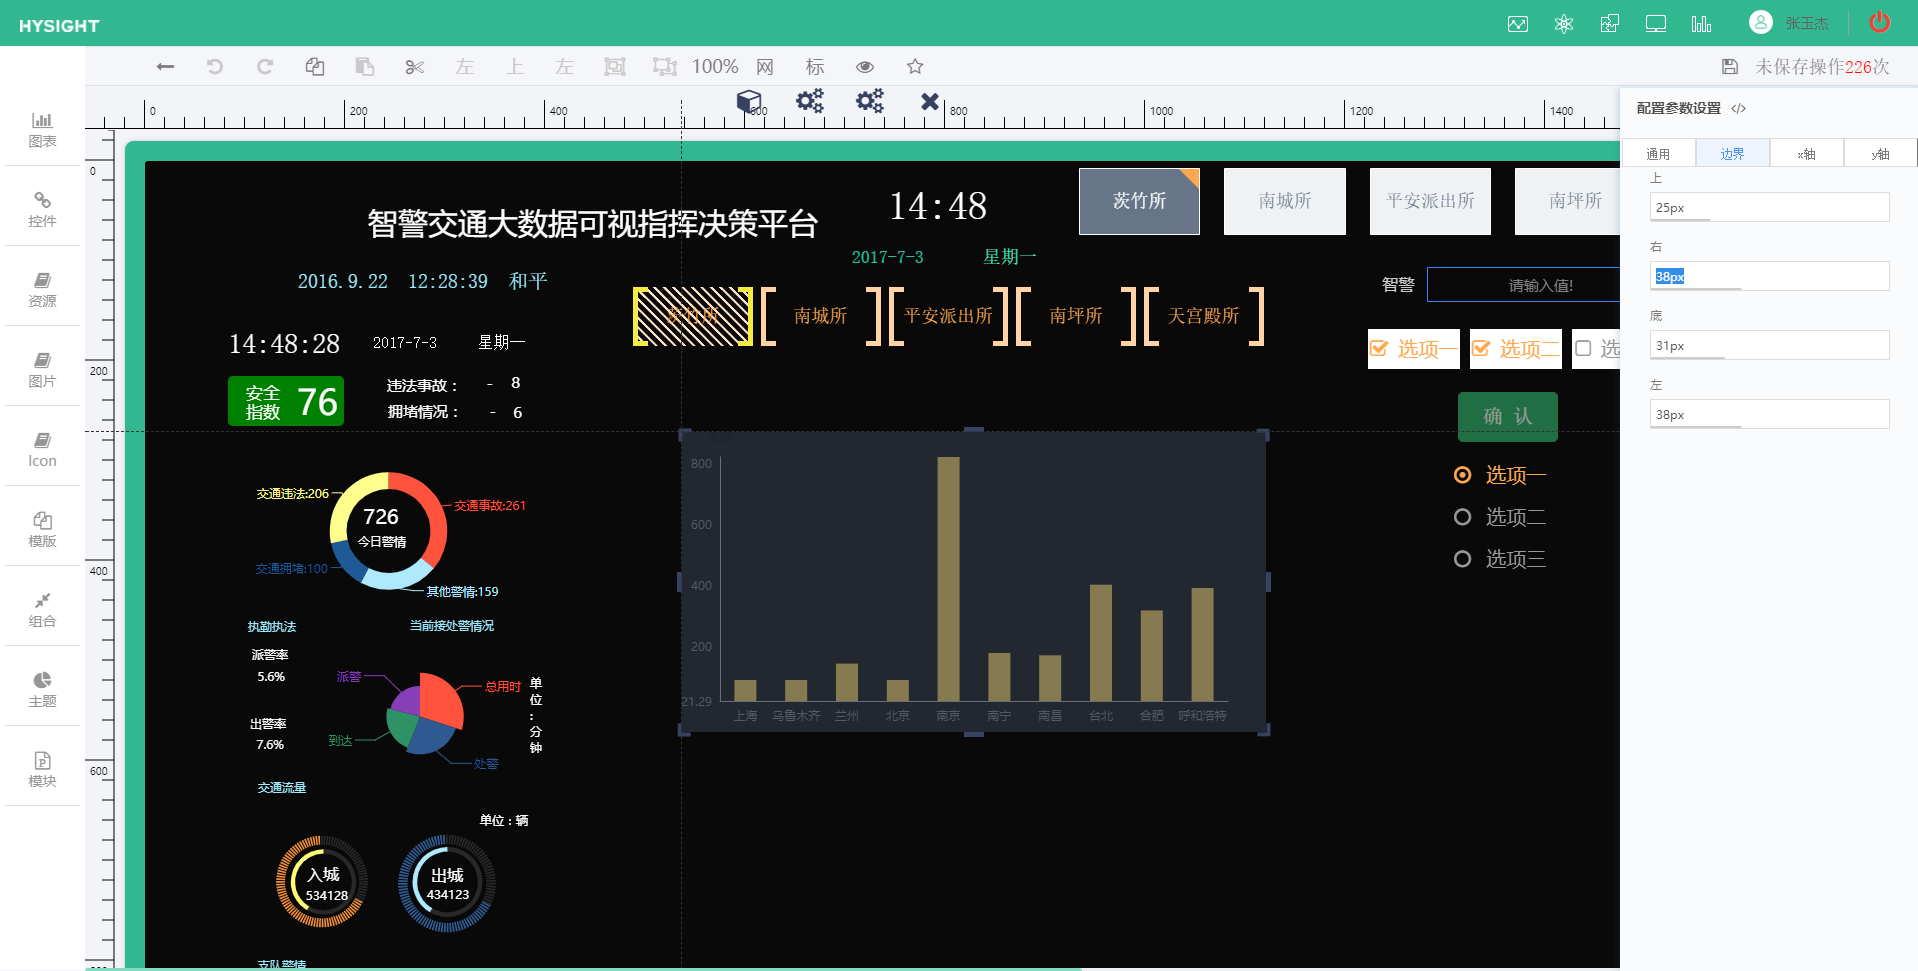 HYSIGHT
张玉杰
左
上
左
100%
网
标
未保存操作226次
图表
控件
资源
图片
Icon
模版
组合
主题
模块
0
200
400
600
800
1000
1200
1400
0
200
400
600
配置参数设置 </>
通用
边界
x轴
y轴
上
25px
右
38px
底
31px
左
38px
智警交通大数据可视指挥决策平台
14:48
2017-7-3 星期一
茨竹所
南城所
平安派出所
南坪所
2016.9.22 12:28:39 和平
茨竹所
南城所
平安派出所
南坪所
天宫殿所
智警
请输入值!
14:48:28 2017-7-3 星期一
选项一
选项二
选
安全指数 76
违法事故： - 8
拥堵情况： - 6
确 认
选项一
选项二
选项三
交通违法:206
交通事故:261
726
今日警情
交通拥堵:100
其他警情:159
执勤执法
当前接处警情况
派警率
5.6%
出警率
7.6%
派警
总用时
到达
处警
单位:分钟
交通流量
单位：辆
入城
534128
出城
434123
支队警情
800
600
400
200
21.29
上海
乌鲁木齐
兰州
北京
南京
南宁
南昌
台北
合肥
呼和浩特